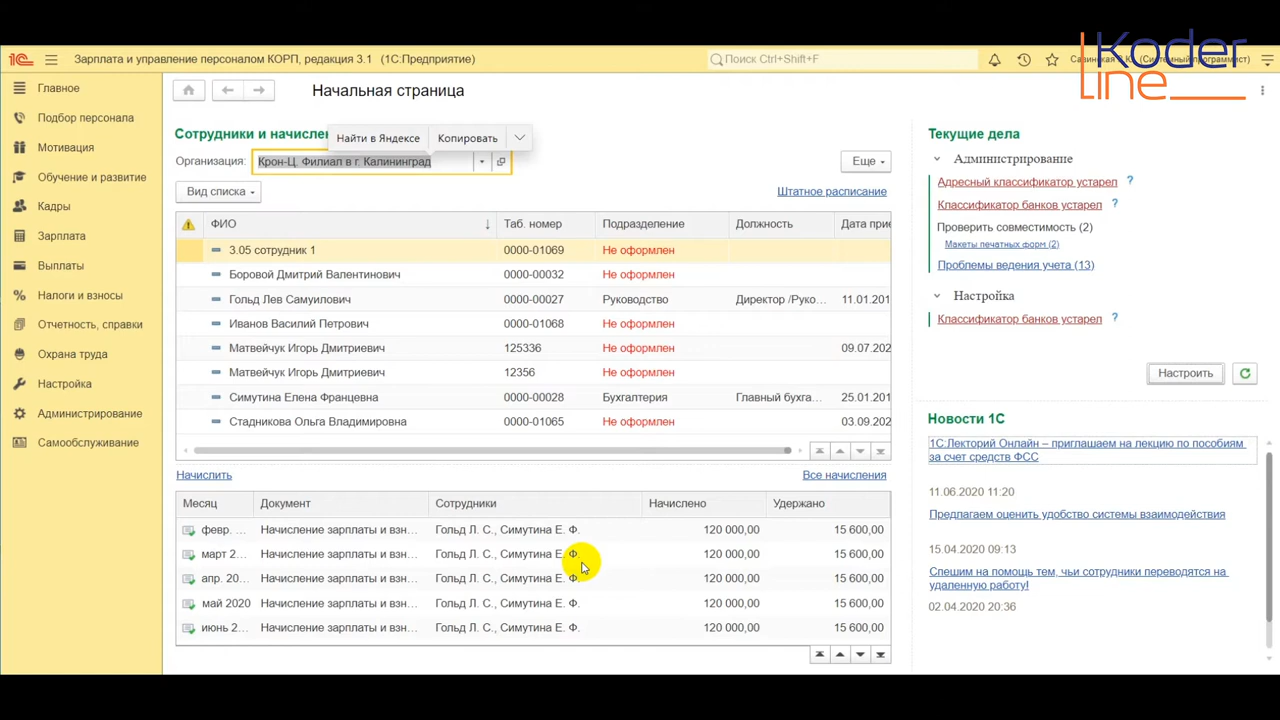 Koder
line
1С Зарплата и управление персоналом КОРП, редакция 3.1 (1С:Предприятие)
Поиск Ctrl+Shift+F
Главное
Подбор персонала
Мотивация
Обучение и развитие
Кадры
Зарплата
Выплаты
Налоги и взносы
Отчетность, справки
Охрана труда
Настройка
Администрирование
Самообслуживание
Начальная страница
Сотрудники и начислен
Найти в Яндексе Копировать
Организация: Крон-Ц. Филиал в г. Калининград Еще
Вид списка Штатное расписание
ФИО Таб. номер Подразделение Должность Дата прие
3.05 сотрудник 1 0000-01069 Не оформлен
Боровой Дмитрий Валентинович 0000-00032 Не оформлен
Гольд Лев Самуилович 0000-00027 Руководство Директор /Руко... 11.01.201
Иванов Василий Петрович 0000-01068 Не оформлен
Матвейчук Игорь Дмитриевич 125336 Не оформлен 09.07.202
Матвейчук Игорь Дмитриевич 12356 Не оформлен
Симутина Елена Францевна 0000-00028 Бухгалтерия Главный бухга... 25.01.201
Стадникова Ольга Владимировна 0000-01065 Не оформлен 03.09.202
Начислить Все начисления
Месяц Документ Сотрудники Начислено Удержано
февр. ... Начисление зарплаты и взн... Гольд Л. С., Симутина Е. Ф. 120 000,00 15 600,00
март 2... Начисление зарплаты и взн... Гольд Л. С., Симутина Е. Ф. 120 000,00 15 600,00
апр. 20... Начисление зарплаты и взн... Гольд Л. С., Симутина Е. Ф. 120 000,00 15 600,00
май 2020 Начисление зарплаты и взн... Гольд Л. С., Симутина Е. Ф. 120 000,00 15 600,00
июнь 2... Начисление зарплаты и взн... Гольд Л. С., Симутина Е. Ф. 120 000,00 15 600,00
Текущие дела
Администрирование
Адресный классификатор устарел ?
Классификатор банков устарел ?
Проверить совместимость (2)
Макеты печатных форм (2)
Проблемы ведения учета (13)
Настройка
Классификатор банков устарел ?
Настроить
Новости 1С
1С:Лекторий Онлайн – приглашаем на лекцию по пособиям
за счет средств ФСС
11.06.2020 11:20
Предлагаем оценить удобство системы взаимодействия
15.04.2020 09:13
Спешим на помощь тем, чьи сотрудники переводятся на
удаленную работу!
02.04.2020 20:36